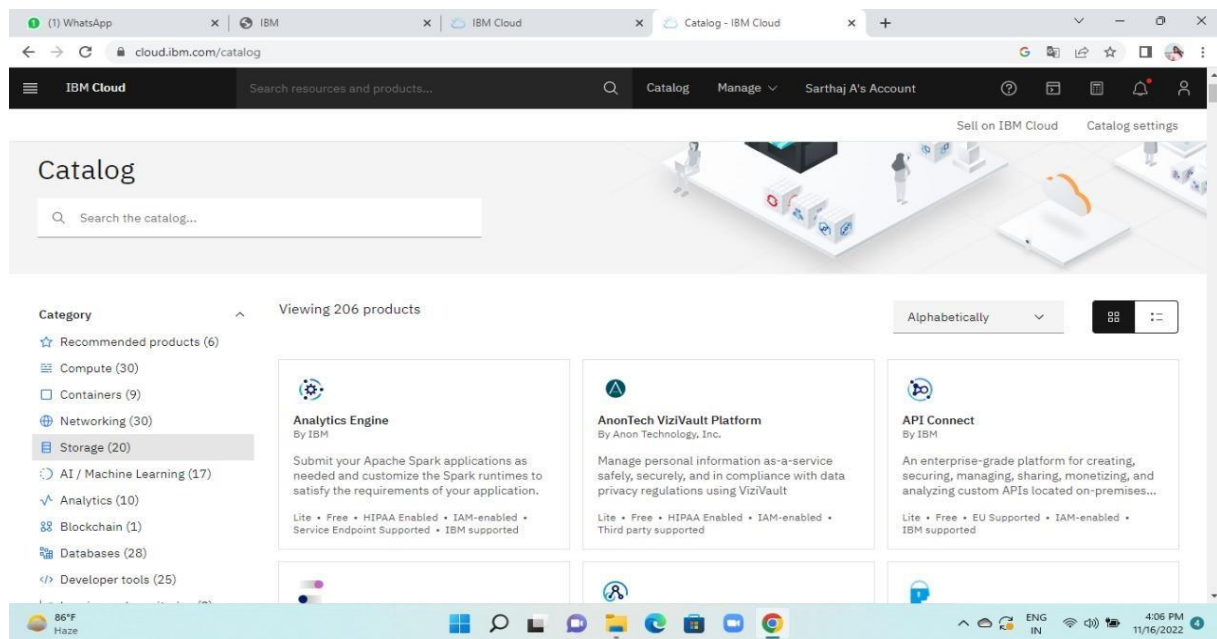 (1) WhatsApp
IBM
IBM Cloud
Catalog - IBM Cloud
cloud.ibm.com/catalog
IBM Cloud
Search resources and products...
Catalog
Manage
Sarthaj A's Account
Sell on IBM Cloud
Catalog settings
Catalog
Search the catalog...
Category
Recommended products (6)
Compute (30)
Containers (9)
Networking (30)
Storage (20)
AI / Machine Learning (17)
Analytics (10)
Blockchain (1)
Databases (28)
Developer tools (25)
Viewing 206 products
Alphabetically
Analytics Engine
By IBM
Submit your Apache Spark applications as
needed and customize the Spark runtimes to
satisfy the requirements of your application.
Lite • Free • HIPAA Enabled • IAM-enabled •
Service Endpoint Supported • IBM supported
AnonTech ViziVault Platform
By Anon Technology, Inc.
Manage personal information as-a-service
safely, securely, and in compliance with data
privacy regulations using ViziVault
Lite • Free • HIPAA Enabled • IAM-enabled •
Third party supported
API Connect
By IBM
An enterprise-grade platform for creating,
securing, managing, sharing, monetizing, and
analyzing custom APIs located on-premises...
Lite • Free • EU Supported • IAM-enabled •
IBM supported
86°F
Haze
ENG
IN
4:06 PM
11/16/2022
4